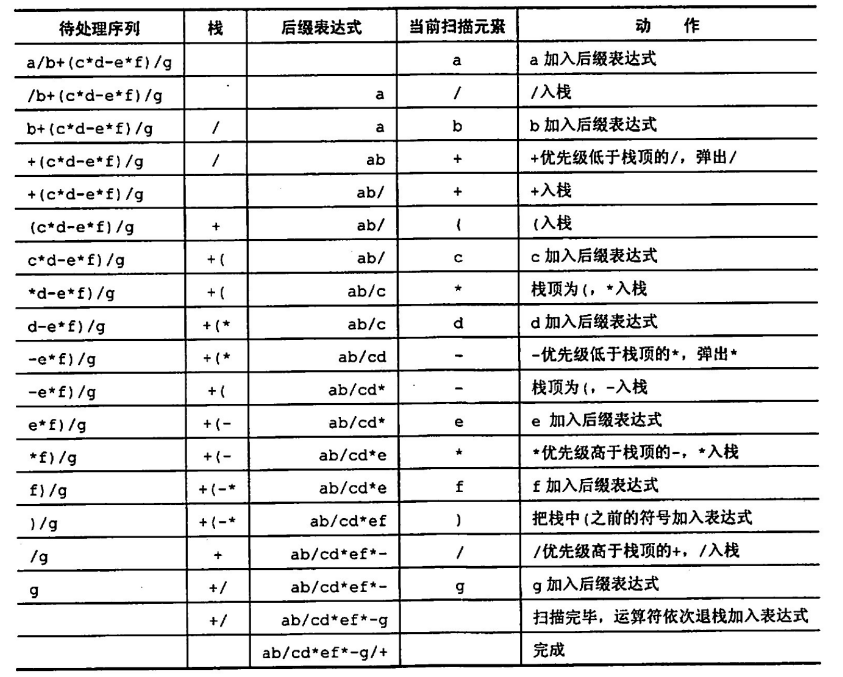 待处理序列 栈 后缀表达式 当前扫描元素 动 作
a/b+(c*d-e*f)/g a a 加入后缀表达式
/b+(c*d-e*f)/g a / /入栈
b+(c*d-e*f)/g / a b b 加入后缀表达式
+(c*d-e*f)/g / ab + +优先级低于栈顶的/，弹出/
+(c*d-e*f)/g ab/ + +入栈
(c*d-e*f)/g + ab/ ( (入栈
c*d-e*f)/g +( ab/ c c 加入后缀表达式
*d-e*f)/g +( ab/c * 栈顶为(，*入栈
d-e*f)/g +(* ab/c d d 加入后缀表达式
-e*f)/g +(* ab/cd - -优先级低于栈顶的*，弹出*
-e*f)/g +( ab/cd* - 栈顶为(，-入栈
e*f)/g +(- ab/cd* e e 加入后缀表达式
*f)/g +(- ab/cd*e * *优先级高于栈顶的-，*入栈
f)/g +(-* ab/cd*e f f 加入后缀表达式
)/g +(-* ab/cd*ef ) 把栈中(之前的符号加入表达式
/g + ab/cd*ef*- / /优先级高于栈顶的+，/入栈
g +/ ab/cd*ef*- g g 加入后缀表达式
+/ ab/cd*ef*-g 扫描完毕，运算符依次退栈加入表达式
ab/cd*ef*-g/+ 完成